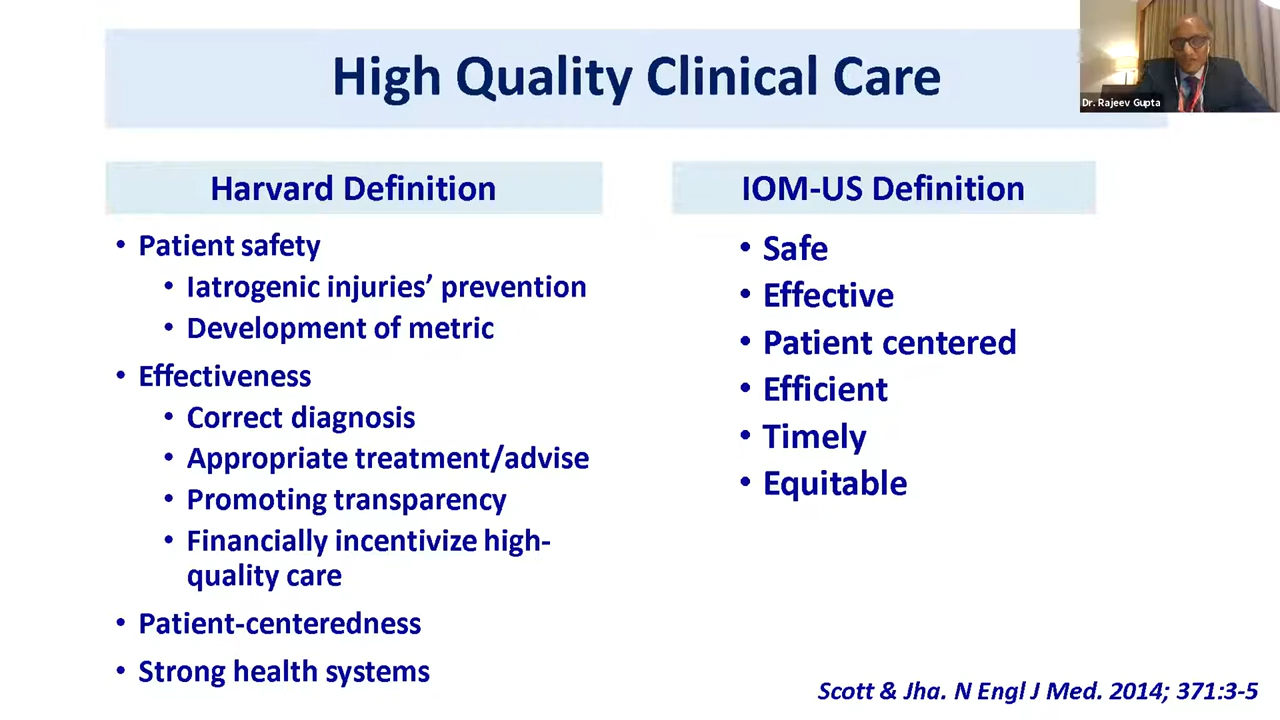 High Quality Clinical Care
Dr. Rajeev Gupta
Harvard Definition
• Patient safety
• Iatrogenic injuries’ prevention
• Development of metric
• Effectiveness
• Correct diagnosis
• Appropriate treatment/advise
• Promoting transparency
• Financially incentivize high-
quality care
• Patient-centeredness
• Strong health systems
IOM-US Definition
• Safe
• Effective
• Patient centered
• Efficient
• Timely
• Equitable
Scott & Jha. N Engl J Med. 2014; 371:3-5